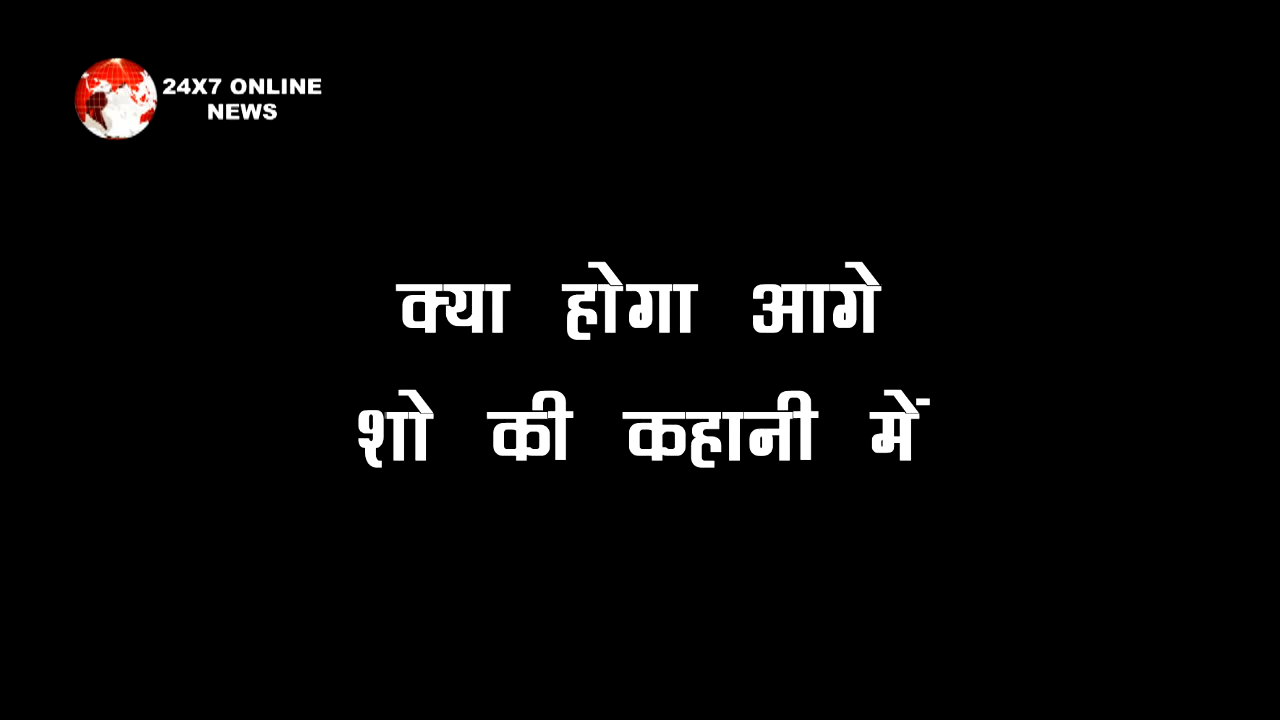 24X7 ONLINE
NEWS
क्या होगा आगे
शो की कहानी में